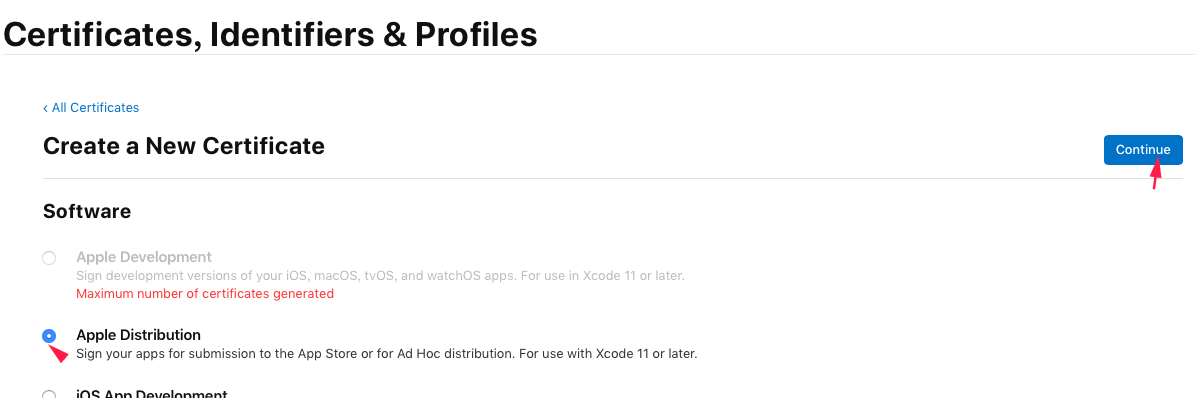 Certificates, Identifiers & Profiles
‹ All Certificates
Create a New Certificate
Continue
Software
Apple Development
Sign development versions of your iOS, macOS, tvOS, and watchOS apps. For use in Xcode 11 or later.
Maximum number of certificates generated
Apple Distribution
Sign your apps for submission to the App Store or for Ad Hoc distribution. For use with Xcode 11 or later.
iOS App Development